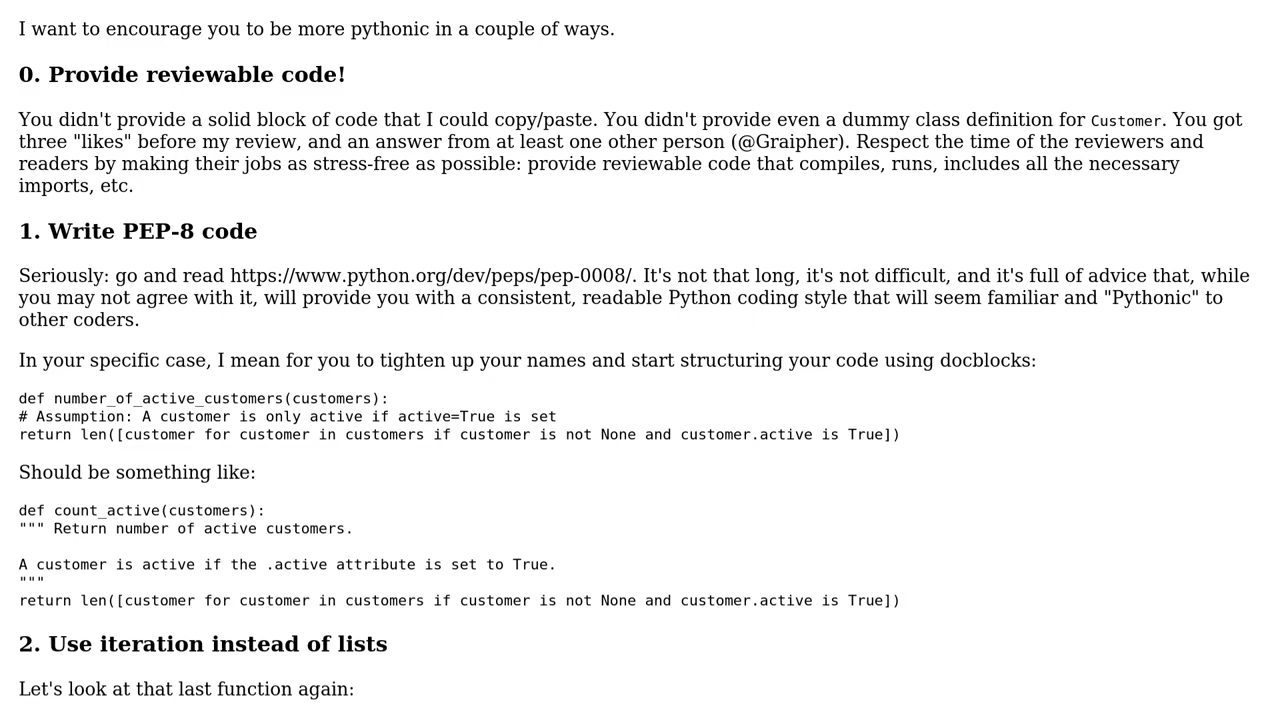 I want to encourage you to be more pythonic in a couple of ways.
0. Provide reviewable code!
You didn't provide a solid block of code that I could copy/paste. You didn't provide even a dummy class definition for Customer. You got
three "likes" before my review, and an answer from at least one other person (@Graipher). Respect the time of the reviewers and
readers by making their jobs as stress-free as possible: provide reviewable code that compiles, runs, includes all the necessary
imports, etc.
1. Write PEP-8 code
Seriously: go and read https://www.python.org/dev/peps/pep-0008/. It's not that long, it's not difficult, and it's full of advice that, while
you may not agree with it, will provide you with a consistent, readable Python coding style that will seem familiar and "Pythonic" to
other coders.
In your specific case, I mean for you to tighten up your names and start structuring your code using docblocks:
def number_of_active_customers(customers):
# Assumption: A customer is only active if active=True is set
return len([customer for customer in customers if customer is not None and customer.active is True])
Should be something like:
def count_active(customers):
""" Return number of active customers.
A customer is active if the .active attribute is set to True.
"""
return len([customer for customer in customers if customer is not None and customer.active is True])
2. Use iteration instead of lists
Let's look at that last function again: